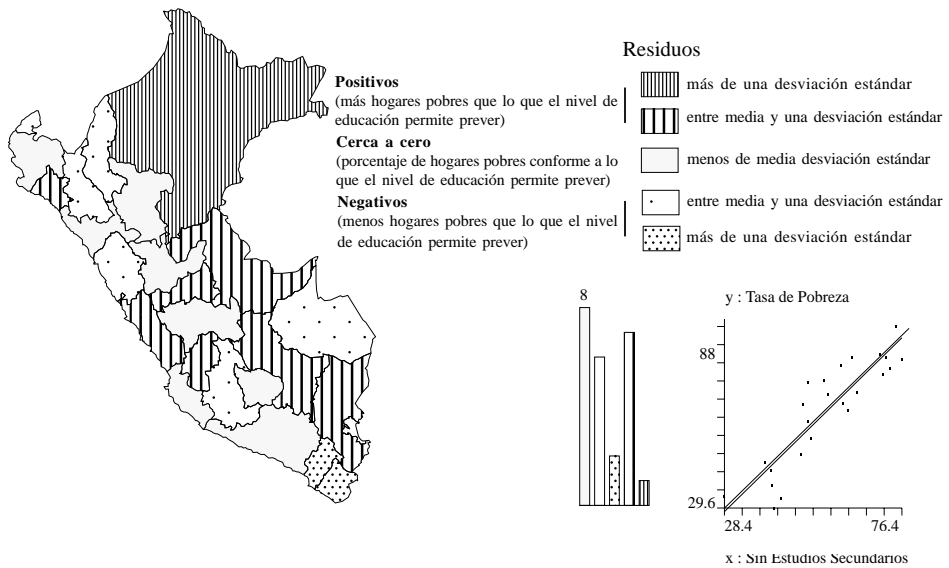 Residuos
Positivos
(más hogares pobres que lo que el nivel de
educación permite prever)
Cerca a cero
(porcentaje de hogares pobres conforme a lo
que el nivel de educación permite prever)
Negativos
(menos hogares pobres que lo que el nivel
de educación permite prever)
más de una desviación estándar
entre media y una desviación estándar
menos de media desviación estándar
entre media y una desviación estándar
más de una desviación estándar
8
y : Tasa de Pobreza
88
29.6
28.4
76.4
x : Sin Estudios Secundarios